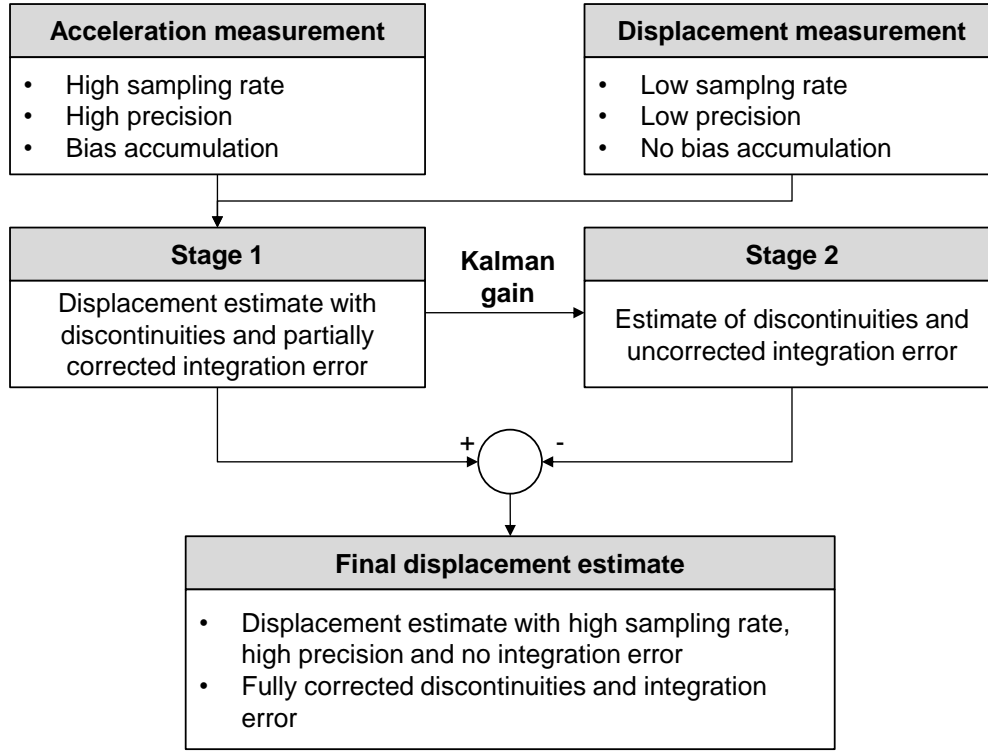 Acceleration measurement
• High sampling rate
• High precision
• Bias accumulation
Displacement measurement
• Low samplng rate
• Low precision
• No bias accumulation
Stage 1
Displacement estimate with
discontinuities and partially
corrected integration error
Kalman
gain
Stage 2
Estimate of discontinuities and
uncorrected integration error
+
-
Final displacement estimate
• Displacement estimate with high sampling rate,
high precision and no integration error
• Fully corrected discontinuities and integration
error